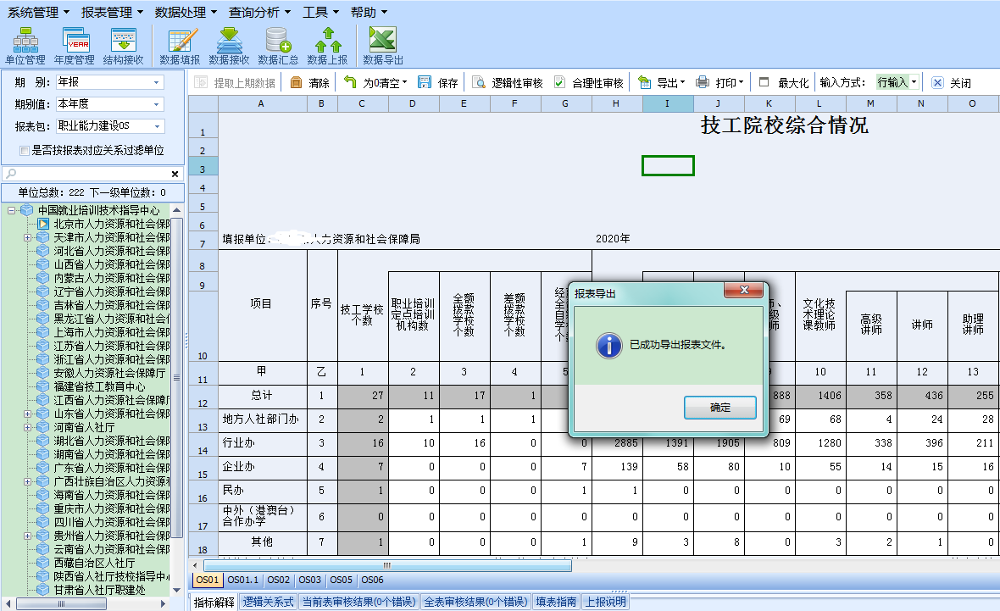 系统管理 报表管理 数据处理 查询分析 工具 帮助
YEAR
单位管理 年度管理 结构接收 数据填报 数据接收 数据汇总 数据上报 数据导出
期 别: 年报
期别值: 本年度
报表包: 职业能力建设OS
是否按报表对应关系过滤单位
单位总数: 222 下一级单位数: 0
中国就业培训技术指导中心
北京市人力资源和社会保障
天津市人力资源和社会保障
河北省人力资源和社会保障
山西省人力资源和社会保障
内蒙古人力资源和社会保障
辽宁省人力资源和社会保障
吉林省人力资源和社会保障
黑龙江省人力资源和社会
上海市人力资源和社会保障
江苏省人力资源和社会保障
浙江省人力资源和社会保障
安徽人力资源社会保障厅
福建省技工教育中心
江西省人力资源社会保障
山东省人力资源和社会保障
河南省人社厅
湖北省人力资源和社会保障
湖南省人力资源和社会保障
广东省人力资源和社会保障
广西壮族自治区人力资源
海南省人力资源和社会保障
重庆市人力资源和社会保障
四川省人力资源和社会保障
贵州省人力资源和社会保障
云南省人力资源和社会保障
西藏自治区人社厅
陕西省人社厅技校指导中心
甘肃省人社厅职建处
提取上期数据 清除 为0清空 保存 逻辑性审核 合理性审核 导出 打印 最大化 输入方式: 行输入 关闭
A B C D E F G H I J K L M N O
1 技工院校综合情况
2
3
4
5
6
7 填报单位: 人力资源和社会保障局 2020年
8
9
10
项目 序号 技工学校个数 职业培训定点培训机构数 全额拨款学校个数 差额拨款学校个数 文化技术理论课教师 高级讲师 讲师 助理讲师
11 甲 乙 1 2 3 4 10 11 12 13
12 总计 1 27 11 17 1 888 1406 358 436 255
13 地方人社部门办 2 2 1 1 1 69 68 4 24 28
14 行业办 3 16 10 16 0 0 2885 1391 1905 809 1280 338 396 211
15 企业办 4 7 0 0 0 7 139 58 80 10 55 14 15 16
16 民办 5 1 0 0 0 1 1 0 0 0 0 0 0 0
17 中外（港澳台）合作办学 6 0 0 0 0 0 0 0 0 0 0 0 0 0
18 其他 7 1 0 0 0 1 9 3 8 0 3 2 1 0
报表导出
已成功导出报表文件。
确定
OS01 OS01.1 OS02 OS03 OS05 OS06
指标解释 逻辑关系式 当前表审核结果(0个错误) 全表审核结果(0个错误) 填表指南 上报说明